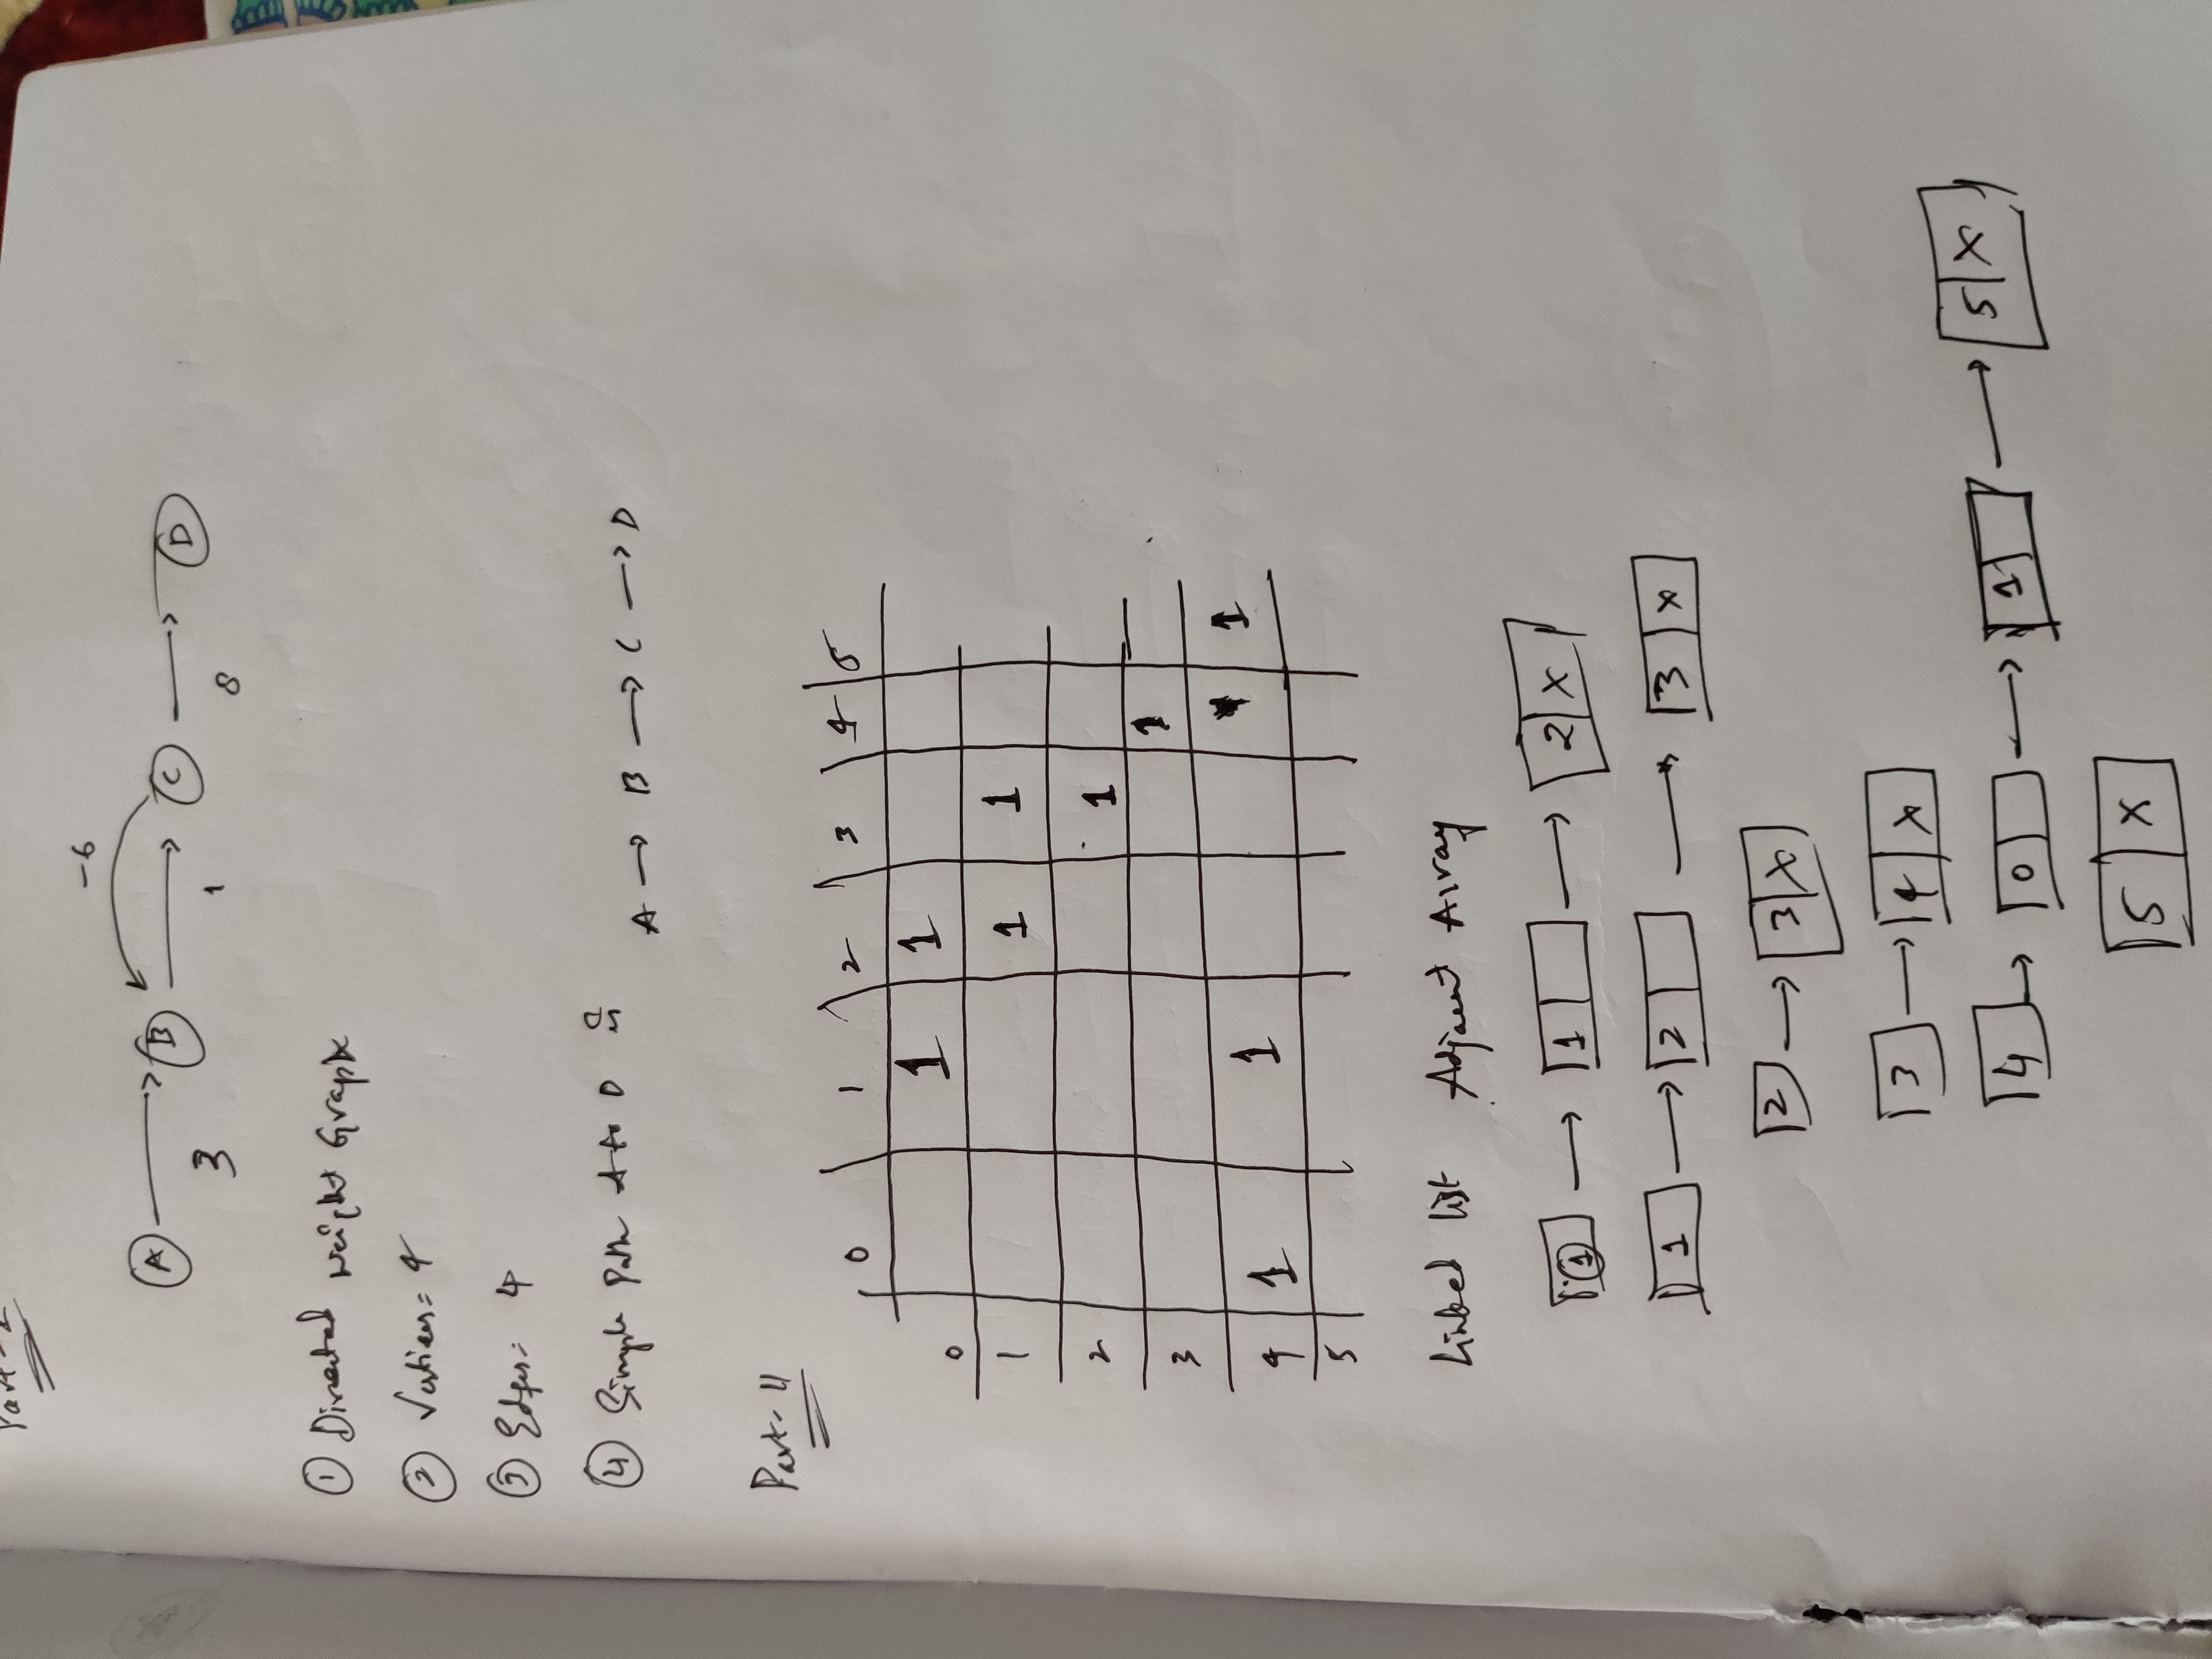 Part-I
-6
A B C D
3 1 8
① Directed weight Graph
② Vertices= 4
③ Edges= 4
④ Simple Path A to D is
A → B → C → D
Part-II
0 1 2 3 4 5
0 1 1
1 1 1
2 1
3 1
4 1 1 1
5
Linked list Adjacent Array
1 → 1 → 2 X
1 → 2 → 3 X
2 → 3 X
3 → 4 X
4 → 0 → 1 → 5 X
5 X